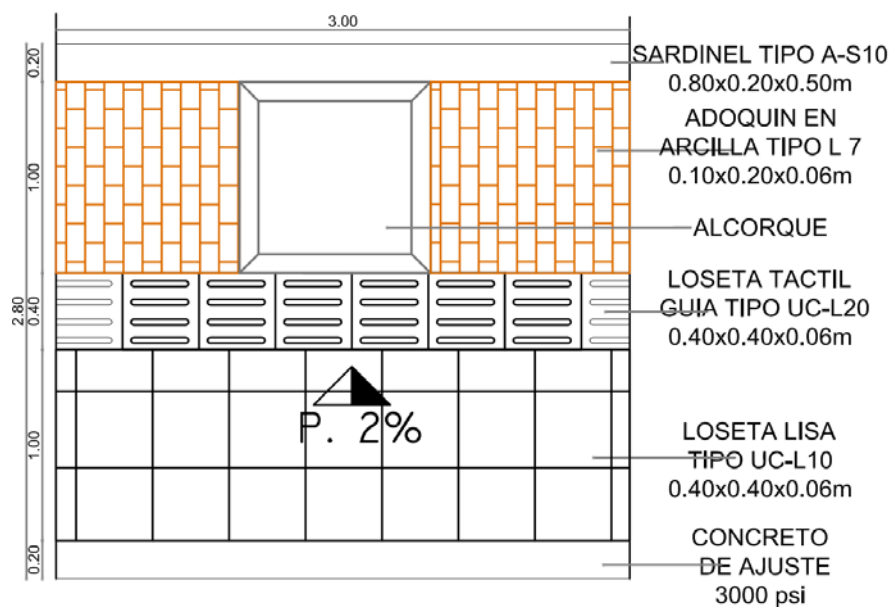 3.00
0.20
1.00
2.80
0.40
1.00
0.20
SARDINEL TIPO A-S10
0.80x0.20x0.50m
ADOQUIN EN
ARCILLA TIPO L 7
0.10x0.20x0.06m
ALCORQUE
LOSETA TACTIL
GUIA TIPO UC-L20
0.40x0.40x0.06m
P. 2%
LOSETA LISA
TIPO UC-L10
0.40x0.40x0.06m
CONCRETO
DE AJUSTE
3000 psi